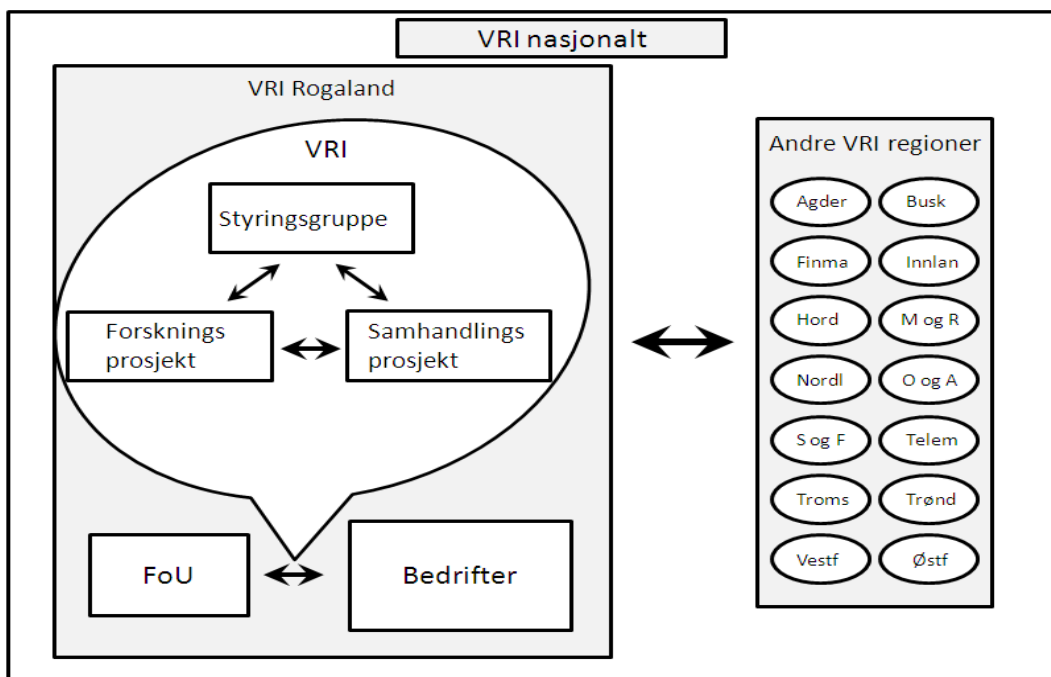 VRI nasjonalt
VRI Rogaland
VRI
Styringsgruppe
Forsknings
prosjekt
Samhandlings
prosjekt
FoU
Bedrifter
Andre VRI regioner
Agder
Busk
Finma
Innlan
Hord
M og R
Nordl
O og A
S og F
Telem
Troms
Trønd
Vestf
Østf